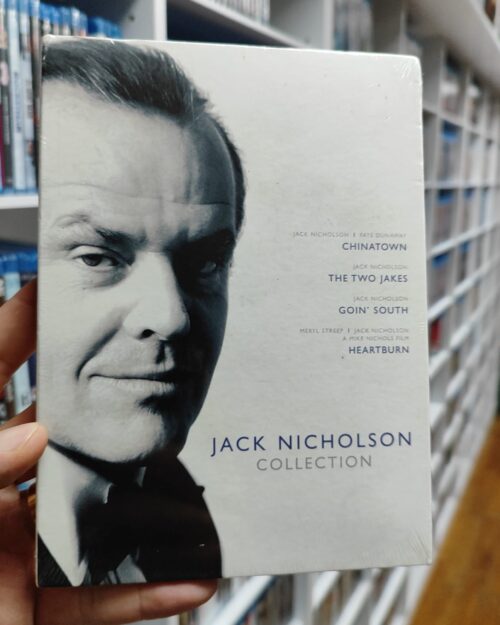 JACK NICHOLSON E FAYE DUNAWAY
CHINATOWN
JACK NICHOLSON
THE TWO JAKES
JACK NICHOLSON
GOIN' SOUTH
MERYL STREEP E JACK NICHOLSON
A MIKE NICHOLS FILM
HEARTBURN
JACK NICHOLSON
COLLECTION